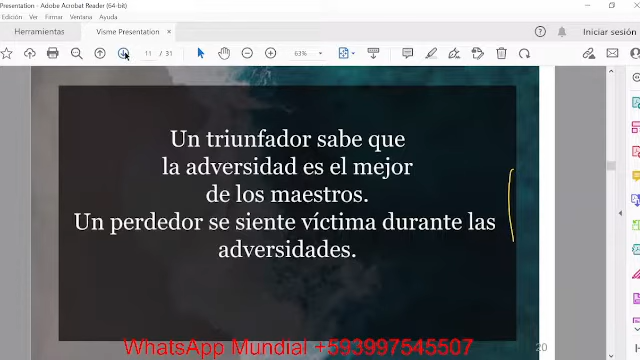 Presentation - Adobe Acrobat Reader (64-bit)
Edición Ver Firmar Ventana Ayuda
Herramientas
Visme Presentation ×
Iniciar sesión
11 / 31
63%
Un triunfador sabe que
la adversidad es el mejor
de los maestros.
Un perdedor se siente víctima durante las
adversidades.
20
WhatsApp Mundial +593997545507